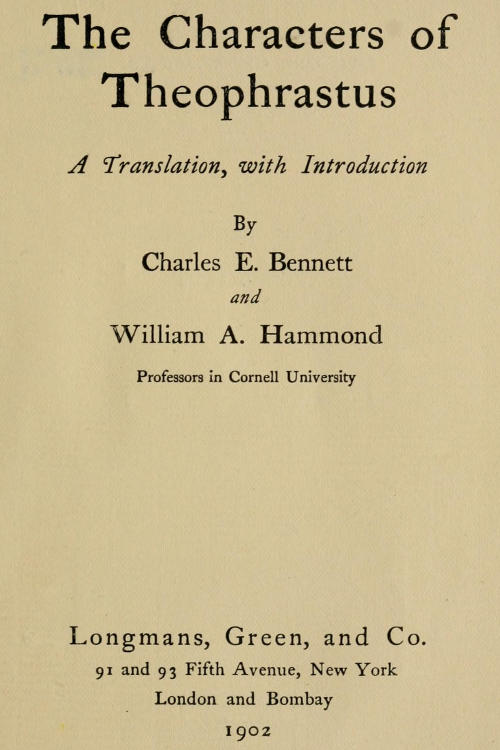 The Characters of
Theophrastus
A Translation, with Introduction
By
Charles E. Bennett
and
William A. Hammond
Professors in Cornell University
Longmans, Green, and Co.
91 and 93 Fifth Avenue, New York
London and Bombay
1902